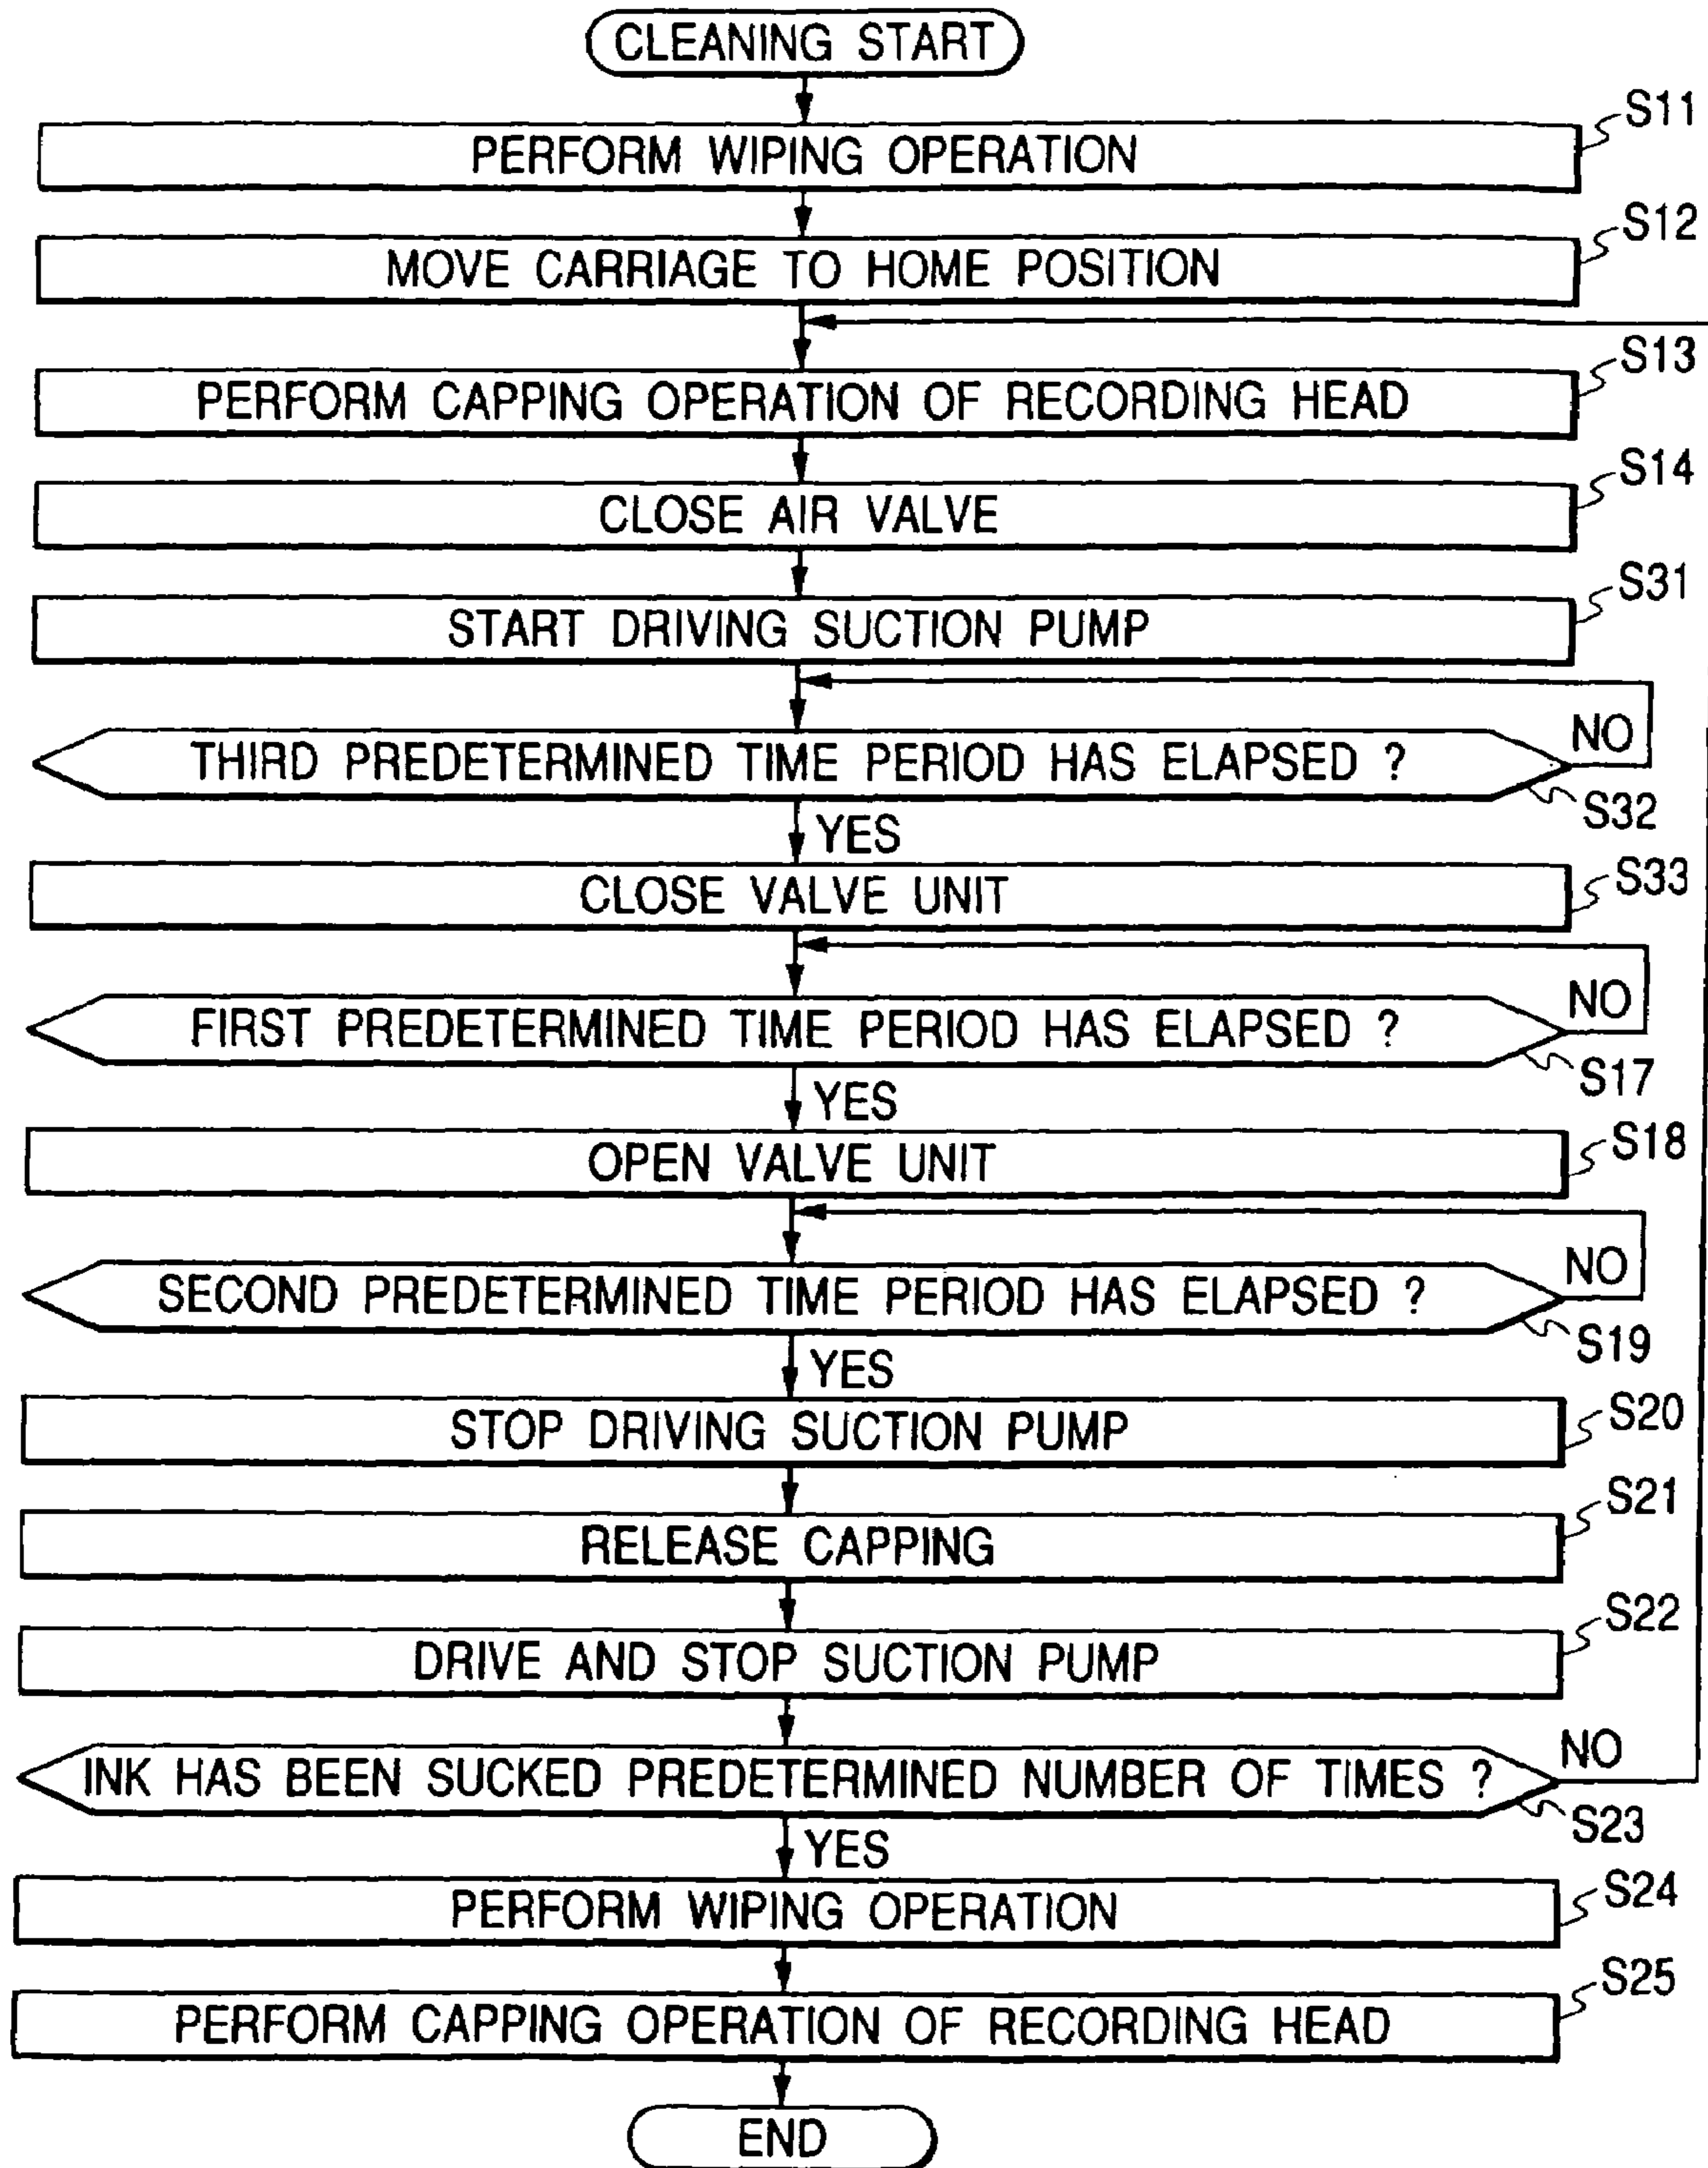 CLEANING START
S11
PERFORM WIPING OPERATION
S12
MOVE CARRIAGE TO HOME POSITION
S13
PERFORM CAPPING OPERATION OF RECORDING HEAD
S14
CLOSE AIR VALVE
S31
START DRIVING SUCTION PUMP
NO
THIRD PREDETERMINED TIME PERIOD HAS ELAPSED ?
S32
YES
S33
CLOSE VALVE UNIT
NO
FIRST PREDETERMINED TIME PERIOD HAS ELAPSED ?
S17
YES
S18
OPEN VALVE UNIT
NO
SECOND PREDETERMINED TIME PERIOD HAS ELAPSED ?
S19
YES
S20
STOP DRIVING SUCTION PUMP
S21
RELEASE CAPPING
S22
DRIVE AND STOP SUCTION PUMP
NO
INK HAS BEEN SUCKED PREDETERMINED NUMBER OF TIMES ?
S23
YES
S24
PERFORM WIPING OPERATION
S25
PERFORM CAPPING OPERATION OF RECORDING HEAD
END